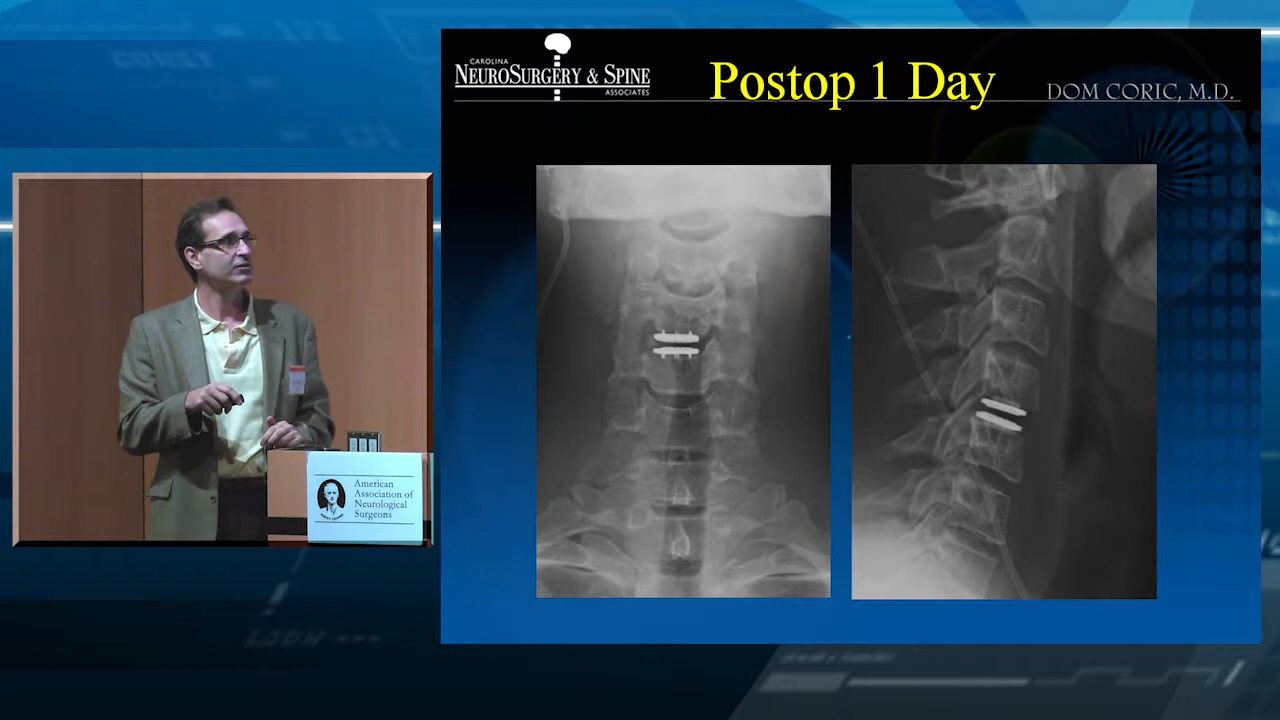 CAROLINA
NEUROSURGERY & SPINE
ASSOCIATES
Postop 1 Day
DOM CORIC, M.D.
American
Association of
Neurological
Surgeons